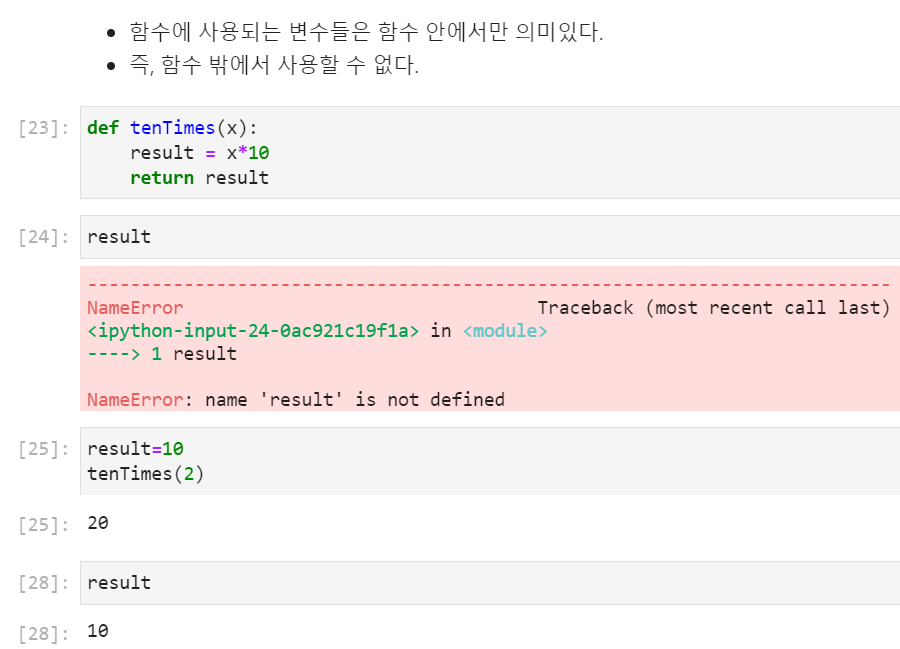 • 함수에 사용되는 변수들은 함수 안에서만 의미있다.
• 즉, 함수 밖에서 사용할 수 없다.
[23]: def tenTimes(x):
    result = x*10
    return result
[24]: result
---------------------------------------------------------------------------
NameError                                 Traceback (most recent call last)
<ipython-input-24-0ac921c19f1a> in <module>
----> 1 result

NameError: name 'result' is not defined
[25]: result=10
tenTimes(2)
[25]: 20
[28]: result
[28]: 10